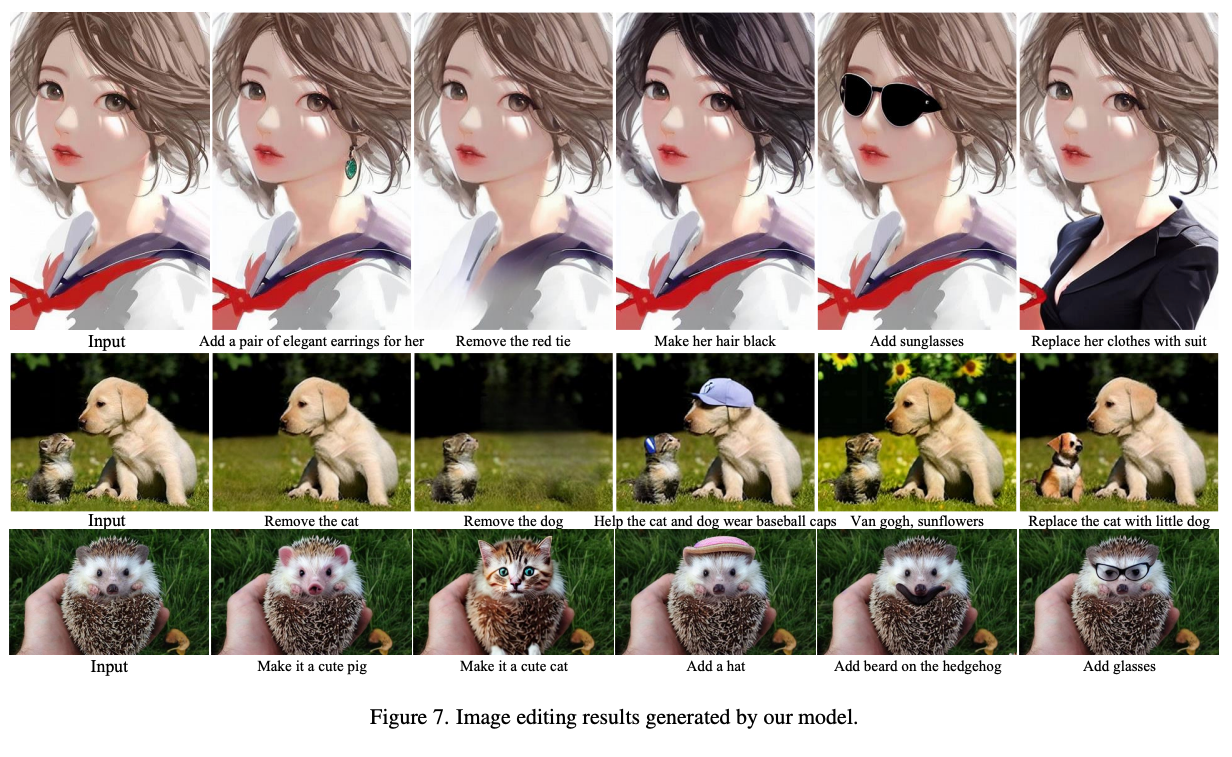 Input
Add a pair of elegant earrings for her
Remove the red tie
Make her hair black
Add sunglasses
Replace her clothes with suit
Input
Remove the cat
Remove the dog
Help the cat and dog wear baseball caps
Van gogh, sunflowers
Replace the cat with little dog
Input
Make it a cute pig
Make it a cute cat
Add a hat
Add beard on the hedgehog
Add glasses
Figure 7. Image editing results generated by our model.